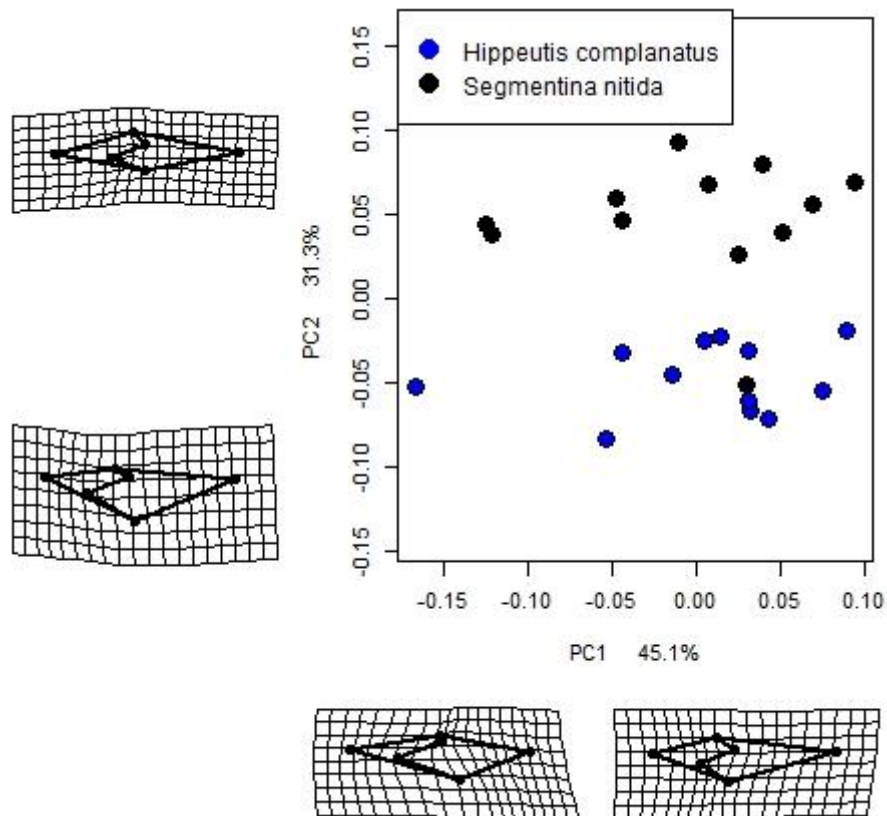 Hippeutis complanatus
Segmentina nitida
0.15
0.10
0.05
0.00
-0.05
-0.10
-0.15
PC2 31.3%
-0.15 -0.10 -0.05 0.00 0.05 0.10
PC1 45.1%